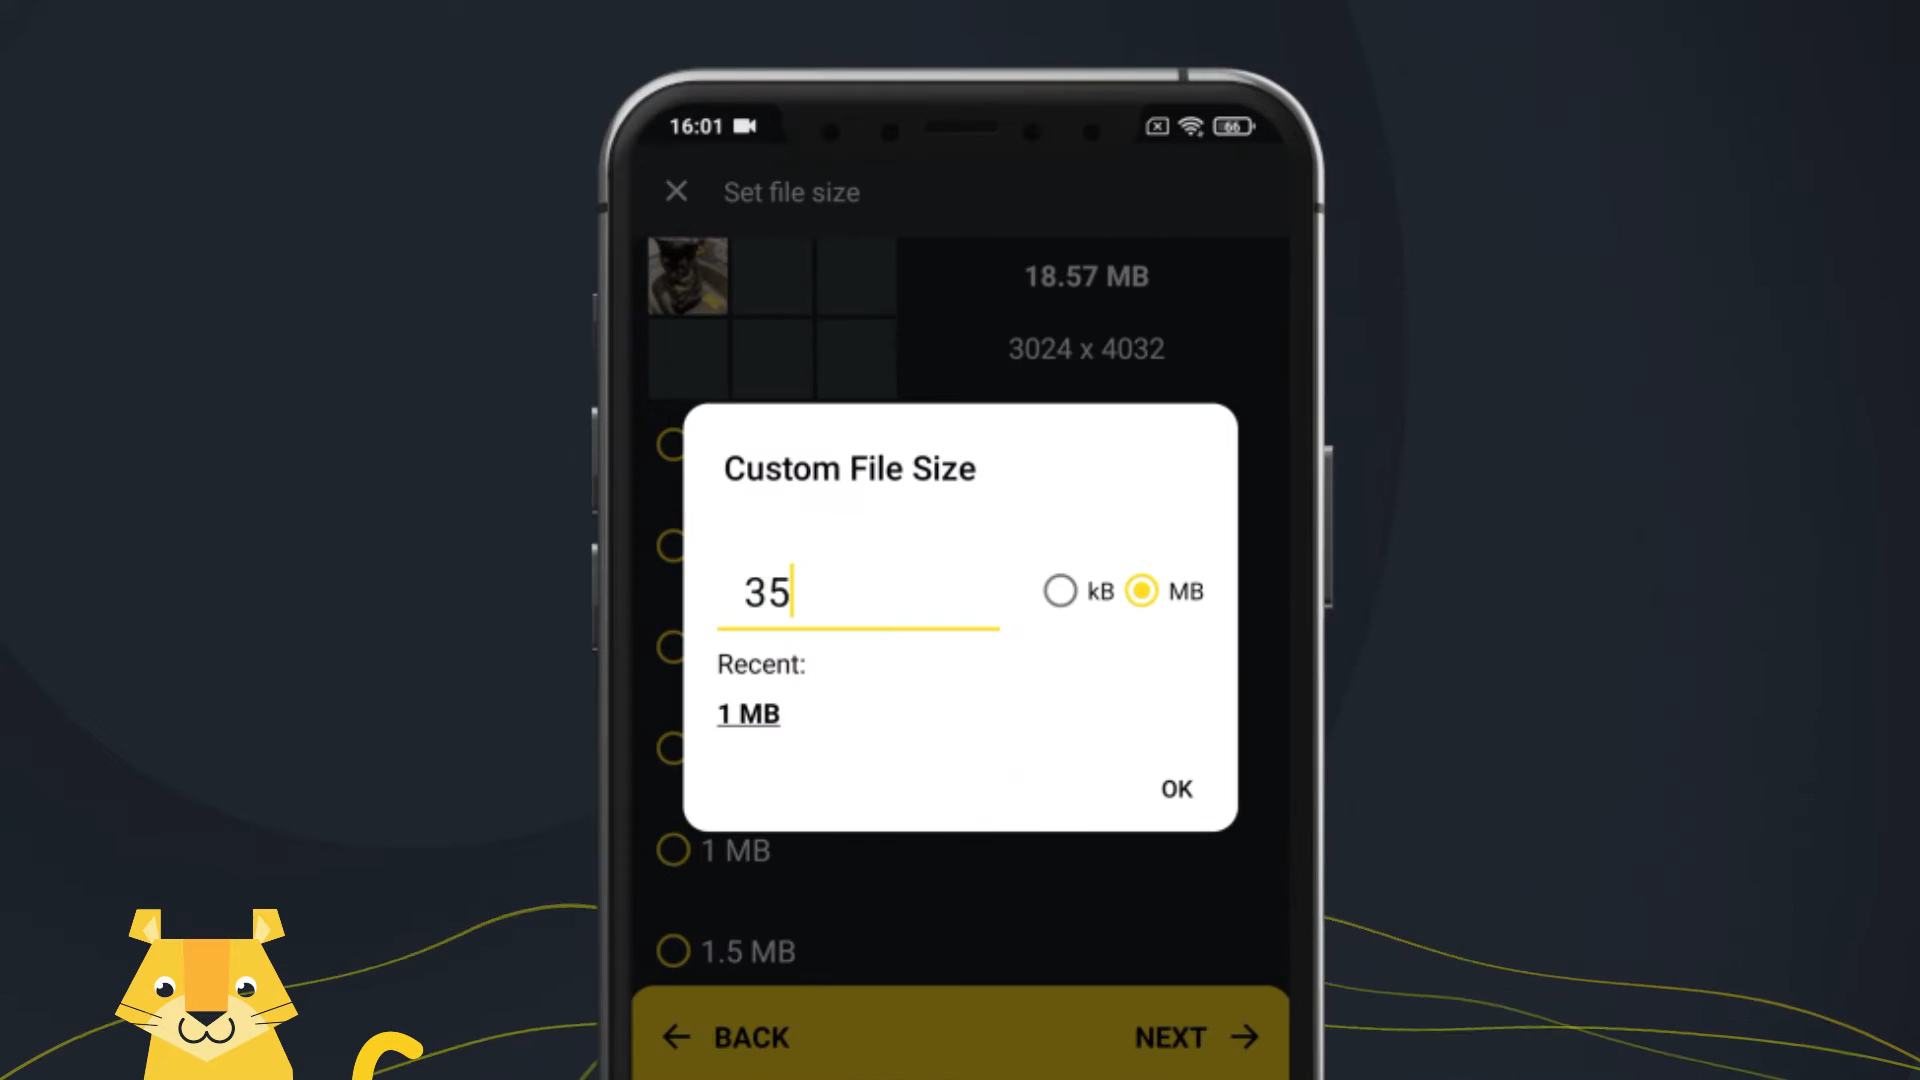 16:01
66
Set file size
18.57 MB
3024 x 4032
Custom File Size
35
kB
MB
Recent:
1 MB
OK
1 MB
1.5 MB
BACK
NEXT